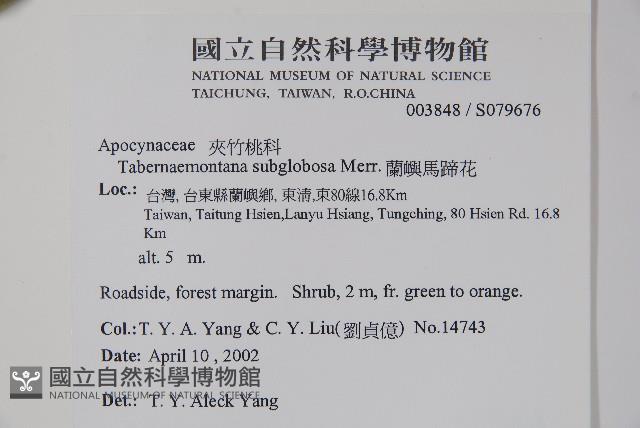 國立自然科學博物館
NATIONAL MUSEUM OF NATURAL SCIENCE
TAICHUNG, TAIWAN, R.O.CHINA
003848 / S079676
Apocynaceae 夾竹桃科
Tabernaemontana subglobosa Merr. 蘭嶼馬蹄花
Loc.: 台灣, 台東縣蘭嶼鄉, 東清,東80線16.8Km
Taiwan, Taitung Hsien,Lanyu Hsiang, Tungching, 80 Hsien Rd. 16.8
Km
alt. 5 m.
Roadside, forest margin. Shrub, 2 m, fr. green to orange.
Col.: T. Y. A. Yang & C. Y. Liu(劉貞億) No.14743
Date: April 10 , 2002
國立自然科學博物館
NATIONAL MUSEUM OF NATURAL SCIENCE
Det.: T. Y. Aleck Yang